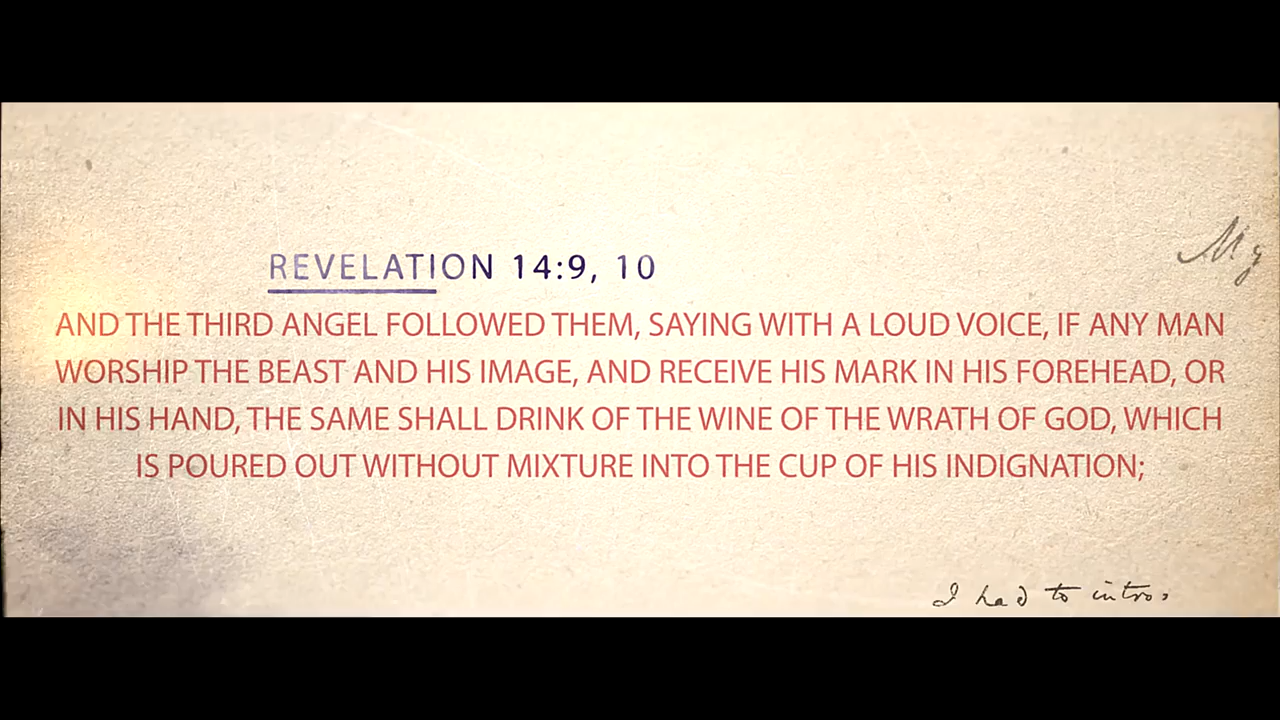 REVELATION 14:9, 10
My
AND THE THIRD ANGEL FOLLOWED THEM, SAYING WITH A LOUD VOICE, IF ANY MAN
WORSHIP THE BEAST AND HIS IMAGE, AND RECEIVE HIS MARK IN HIS FOREHEAD, OR
IN HIS HAND, THE SAME SHALL DRINK OF THE WINE OF THE WRATH OF GOD, WHICH
IS POURED OUT WITHOUT MIXTURE INTO THE CUP OF HIS INDIGNATION;
I had to